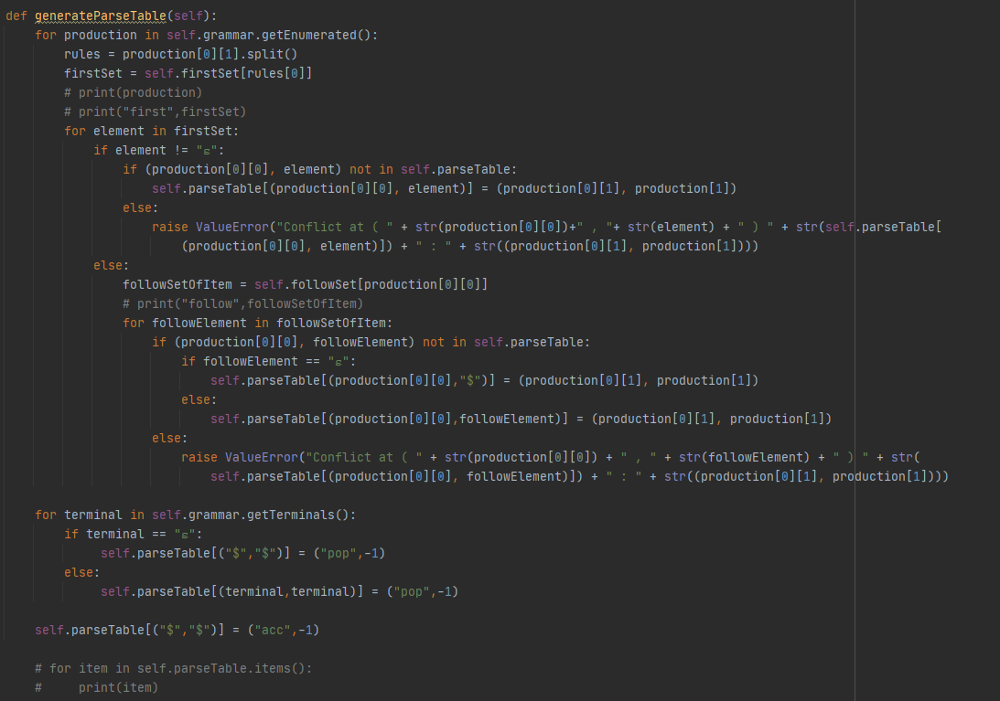 def generateParseTable(self):
    for production in self.grammar.getEnumerated():
        rules = production[0][1].split()
        firstSet = self.firstSet[rules[0]]
        # print(production)
        # print("first",firstSet)
        for element in firstSet:
            if element != "ε":
                if (production[0][0], element) not in self.parseTable:
                    self.parseTable[(production[0][0], element)] = (production[0][1], production[1])
                else:
                    raise ValueError("Conflict at ( " + str(production[0][0])+" , "+ str(element) + " ) " + str(self.parseTable[
                        (production[0][0], element)]) + " : " + str((production[0][1], production[1])))
            else:
                followSetOfItem = self.followSet[production[0][0]]
                # print("follow",followSetOfItem)
                for followElement in followSetOfItem:
                    if (production[0][0], followElement) not in self.parseTable:
                        if followElement == "ε":
                            self.parseTable[(production[0][0],"$")] = (production[0][1], production[1])
                        else:
                            self.parseTable[(production[0][0],followElement)] = (production[0][1], production[1])
                    else:
                        raise ValueError("Conflict at ( " + str(production[0][0]) + " , " + str(followElement) + " ) " + str(
                            self.parseTable[(production[0][0], followElement)]) + " : " + str((production[0][1], production[1])))
    for terminal in self.grammar.getTerminals():
        if terminal == "ε":
             self.parseTable[("$","$")] = ("pop",-1)
        else:
             self.parseTable[(terminal,terminal)] = ("pop",-1)
    self.parseTable[("$","$")] = ("acc",-1)
    # for item in self.parseTable.items():
    #     print(item)